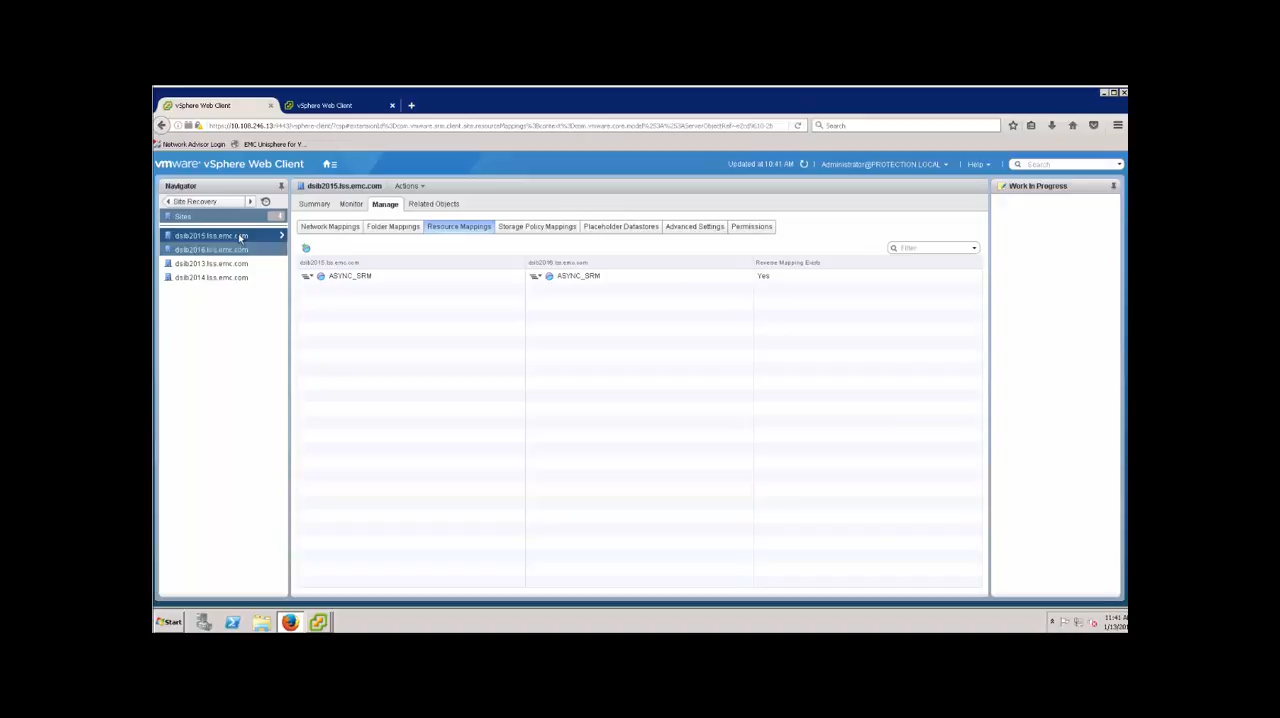 vSphere Web Client
vSphere Web Client
Search
Network Advisor Login EMC Unisphere for Y...
vmware® vSphere Web Client
Updated at 10:41 AM Administrator@PROTECTION.LOCAL Help Search
Navigator
dsib2015.lss.emc.com Actions
Work In Progress
Site Recovery
Summary Monitor Manage Related Objects
Sites 4
Network Mappings Folder Mappings Resource Mappings Storage Policy Mappings Placeholder Datastores Advanced Settings Permissions
dsib2015.lss.emc.com
dsib2016.lss.emc.com
dsib2013.lss.emc.com
dsib2014.lss.emc.com
Filter
dsib2015.lss.emc.com dsib2016.lss.emc.com Reverse Mapping Exists
ASYNC_SRM ASYNC_SRM Yes
Start
11:41